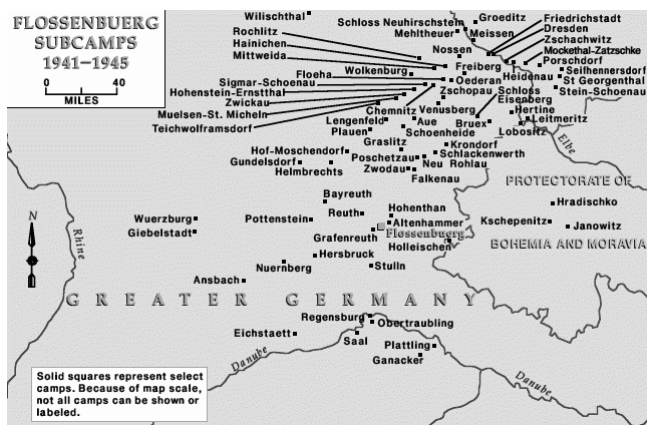 FLOSSENBUERG
SUBCAMPS
1941–1945
0 40
MILES
Wilischthal
Rochlitz
Hainichen
Mittweida
Floeha
Wolkenburg
Sigmar-Schoenau
Hohenstein-Ernstthal
Zwickau
Muelsen-St. Micheln
Teichwolframsdorf
Schloss Neuhirschstein
Mehltheuer
Groeditz
Meissen
Nossen
Freiberg
Oederan
Zschopau
Chemnitz
Venusberg
Friedrichstadt
Dresden
Zschachwitz
Mockethal-Zatzschke
Porschdorf
Seifhennersdorf
St Georgenthal
Stein-Schoenau
Heidenau
Schloss
Eisenberg
Hertine
Leitmeritz
Lobositz
Bruex
Elbe
Lengenfeld
Plauen
Aue
Schoenheide
Graslitz
Krondorf
Schlackenwerth
Hof-Moschendorf
Poschetzau
Neu Rohlau
Gundelsdorf
Helmbrechts
Zwodau
Falkenau
PROTECTORATE OF
BOHEMIA AND MORAVIA
Hradischko
Kschepenitz
Janowitz
Bayreuth
Reuth
Hohenthan
Wuerzburg
Pottenstein
Altenhammer
Giebelstadt
Flossenbuerg
Grafenreuth
Holleischen
N
Rhine
Hersbruck
Nuernberg
Stulln
Ansbach
GREATER GERMANY
Regensburg
Obertraubling
Eichstaett
Saal
Plattling
Ganacker
Danube
Danube
Solid squares represent select
camps. Because of map scale,
not all camps can be shown or
labeled.